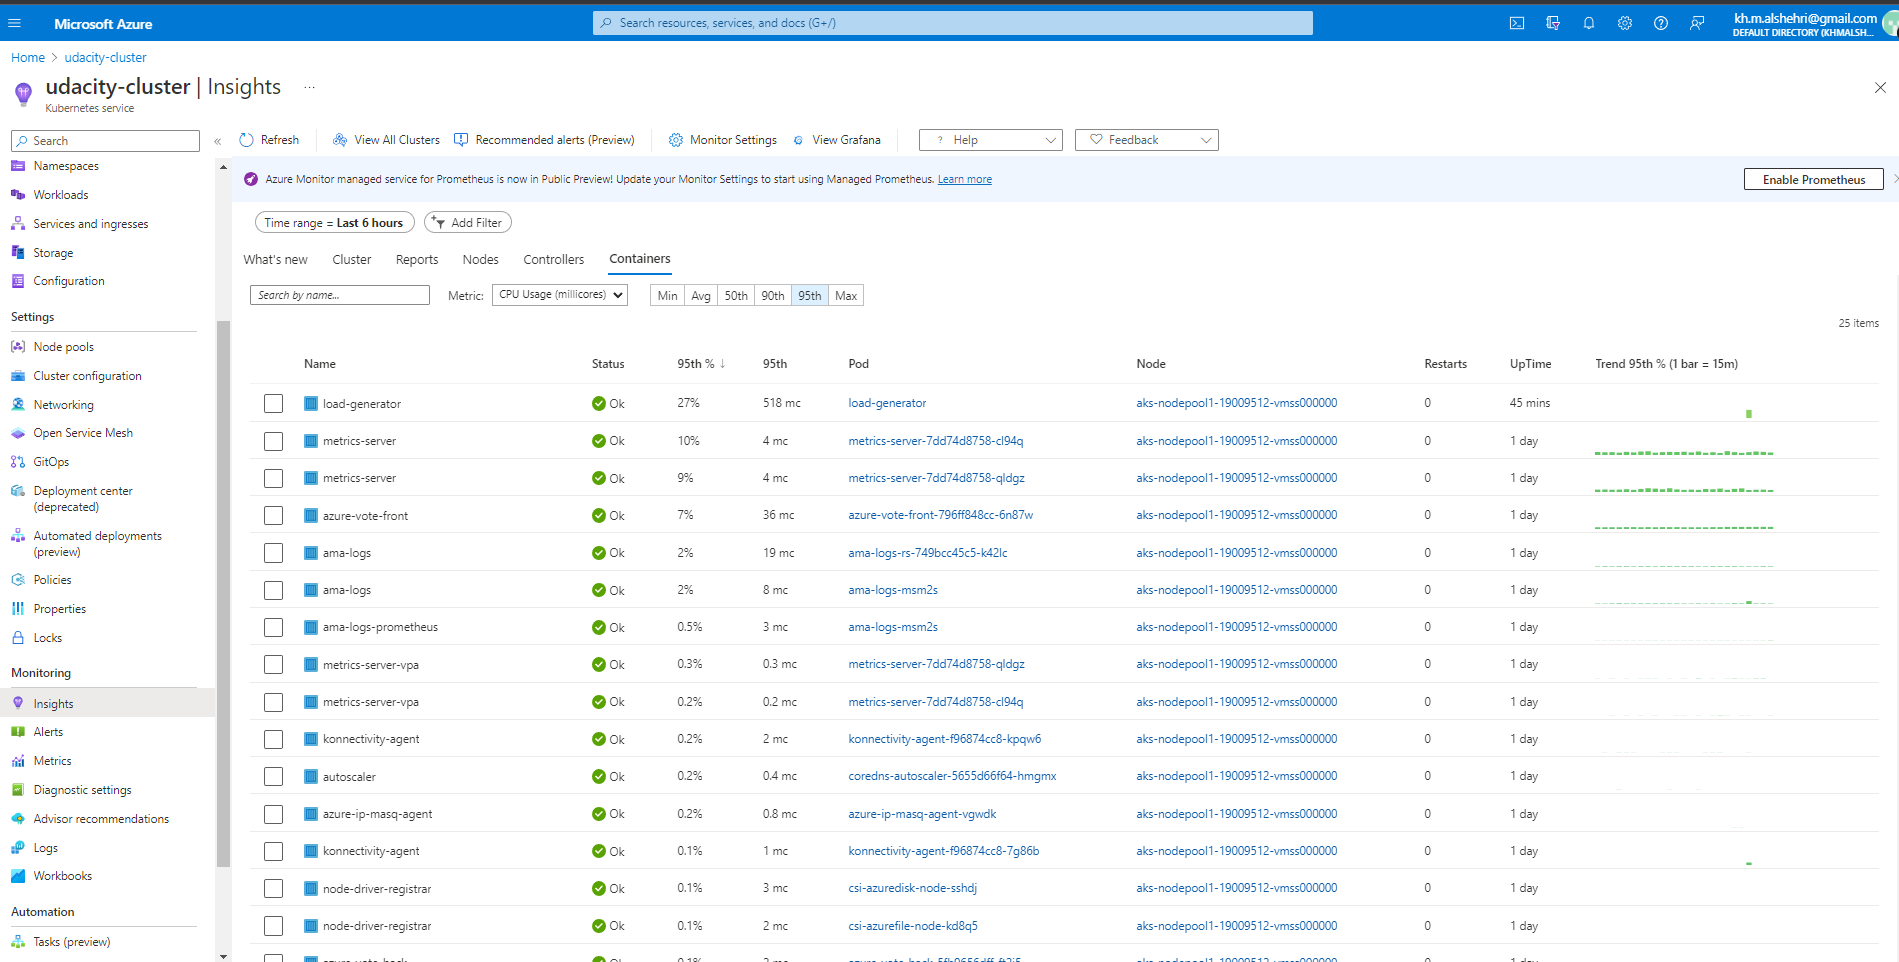 Microsoft Azure
Search resources, services, and docs (G+/)
kh.m.alshehri@gmail.com
DEFAULT DIRECTORY (KHMALSH...
Home > udacity-cluster
udacity-cluster | Insights ...
Kubernetes service
Search
«
Refresh
View All Clusters
Recommended alerts (Preview)
Monitor Settings
View Grafana
? Help
Feedback
Namespaces
Workloads
Services and ingresses
Storage
Configuration
Settings
Node pools
Cluster configuration
Networking
Open Service Mesh
GitOps
Deployment center
(deprecated)
Automated deployments
(preview)
Policies
Properties
Locks
Monitoring
Insights
Alerts
Metrics
Diagnostic settings
Advisor recommendations
Logs
Workbooks
Automation
Tasks (preview)
Azure Monitor managed service for Prometheus is now in Public Preview! Update your Monitor Settings to start using Managed Prometheus. Learn more
Enable Prometheus
Time range = Last 6 hours
Add Filter
What's new Cluster Reports Nodes Controllers Containers
Search by name...
Metric: CPU Usage (millicores)
Min Avg 50th 90th 95th Max
25 items
Name Status 95th % ↓ 95th Pod Node Restarts UpTime Trend 95th % (1 bar = 15m)
load-generator Ok 27% 518 mc load-generator aks-nodepool1-19009512-vmss000000 0 45 mins
metrics-server Ok 10% 4 mc metrics-server-7dd74d8758-cl94q aks-nodepool1-19009512-vmss000000 0 1 day
metrics-server Ok 9% 4 mc metrics-server-7dd74d8758-qldgz aks-nodepool1-19009512-vmss000000 0 1 day
azure-vote-front Ok 7% 36 mc azure-vote-front-796ff848cc-6n87w aks-nodepool1-19009512-vmss000000 0 1 day
ama-logs Ok 2% 19 mc ama-logs-rs-749bcc45c5-k42lc aks-nodepool1-19009512-vmss000000 0 1 day
ama-logs Ok 2% 8 mc ama-logs-msm2s aks-nodepool1-19009512-vmss000000 0 1 day
ama-logs-prometheus Ok 0.5% 3 mc ama-logs-msm2s aks-nodepool1-19009512-vmss000000 0 1 day
metrics-server-vpa Ok 0.3% 0.3 mc metrics-server-7dd74d8758-qldgz aks-nodepool1-19009512-vmss000000 0 1 day
metrics-server-vpa Ok 0.2% 0.2 mc metrics-server-7dd74d8758-cl94q aks-nodepool1-19009512-vmss000000 0 1 day
konnectivity-agent Ok 0.2% 2 mc konnectivity-agent-f96874cc8-kpqw6 aks-nodepool1-19009512-vmss000000 0 1 day
autoscaler Ok 0.2% 0.4 mc coredns-autoscaler-5655d66f64-hmgmx aks-nodepool1-19009512-vmss000000 0 1 day
azure-ip-masq-agent Ok 0.2% 0.8 mc azure-ip-masq-agent-vgwdk aks-nodepool1-19009512-vmss000000 0 1 day
konnectivity-agent Ok 0.1% 1 mc konnectivity-agent-f96874cc8-7g86b aks-nodepool1-19009512-vmss000000 0 1 day
node-driver-registrar Ok 0.1% 3 mc csi-azuredisk-node-sshdj aks-nodepool1-19009512-vmss000000 0 1 day
node-driver-registrar Ok 0.1% 2 mc csi-azurefile-node-kd8q5 aks-nodepool1-19009512-vmss000000 0 1 day